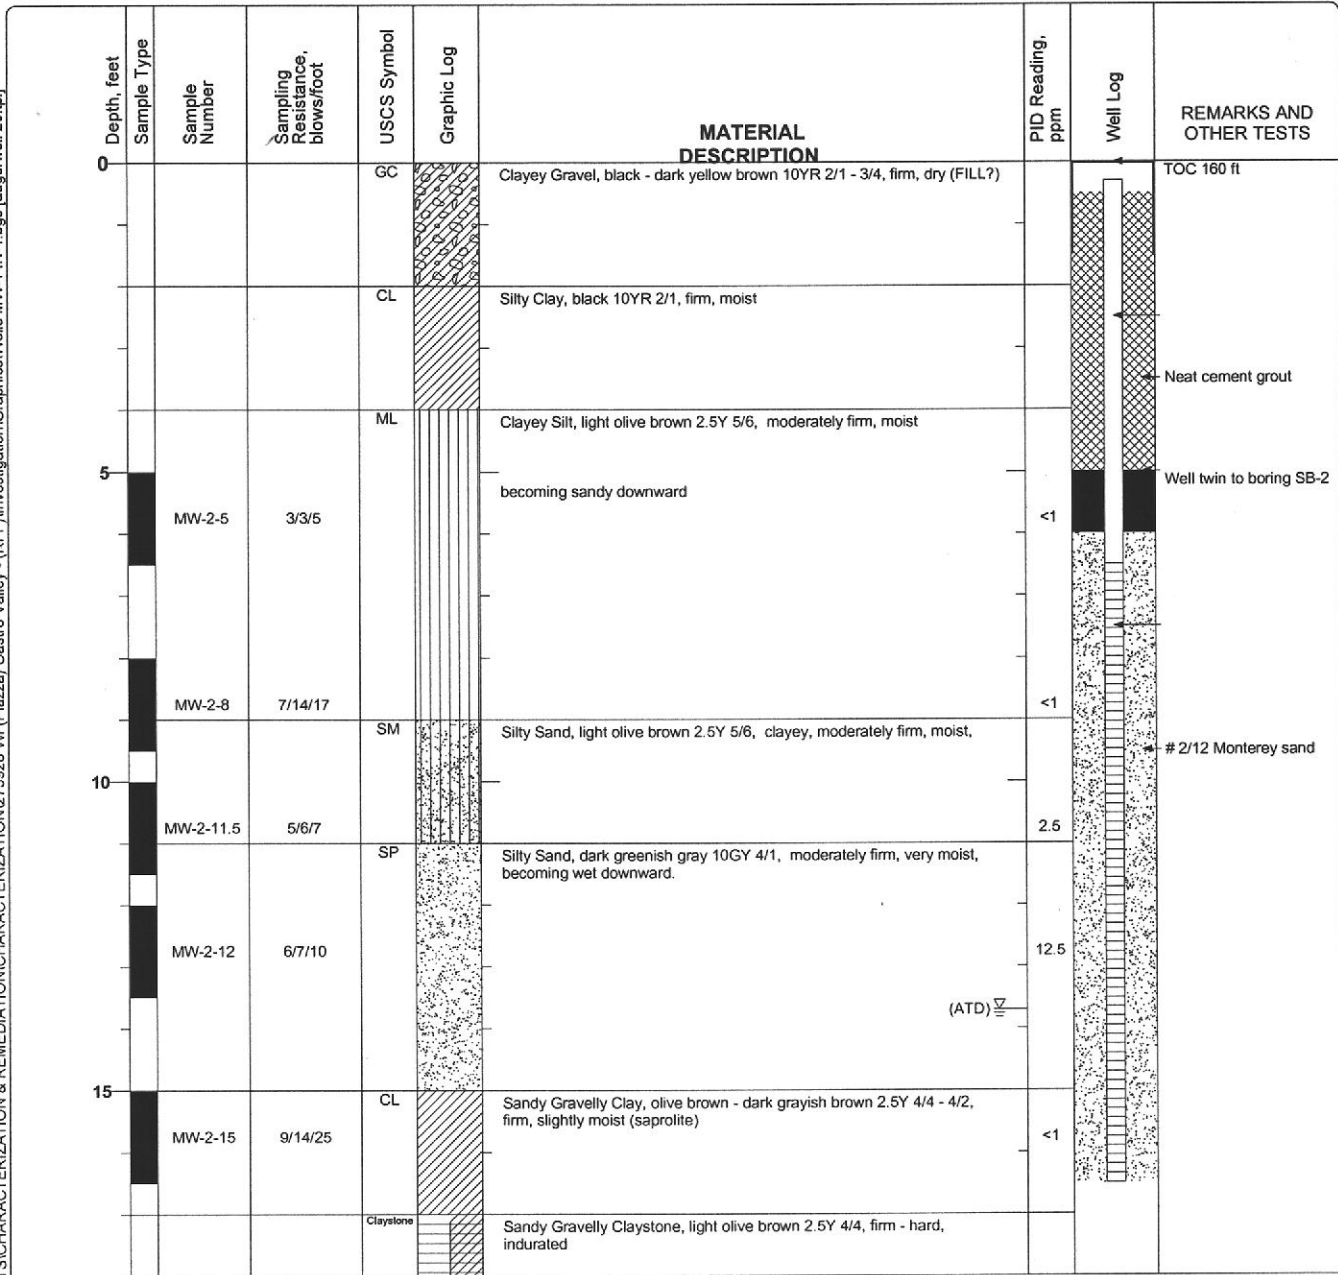 Depth, feet
Sample Type
Sample
Number
Sampling
Resistance,
blows/foot
USCS Symbol
Graphic Log
MATERIAL
DESCRIPTION
PID Reading,
ppm
Well Log
REMARKS AND
OTHER TESTS
0
GC
Clayey Gravel, black - dark yellow brown 10YR 2/1 - 3/4, firm, dry (FILL?)
TOC 160 ft
CL
Silty Clay, black 10YR 2/1, firm, moist
Neat cement grout
ML
Clayey Silt, light olive brown 2.5Y 5/6, moderately firm, moist
5
becoming sandy downward
Well twin to boring SB-2
MW-2-5
3/3/5
<1
MW-2-8
7/14/17
<1
SM
Silty Sand, light olive brown 2.5Y 5/6, clayey, moderately firm, moist,
# 2/12 Monterey sand
10
MW-2-11.5
5/6/7
2.5
SP
Silty Sand, dark greenish gray 10GY 4/1, moderately firm, very moist,
becoming wet downward.
MW-2-12
6/7/10
12.5
(ATD)
15
CL
Sandy Gravelly Clay, olive brown - dark grayish brown 2.5Y 4/4 - 4/2,
firm, slightly moist (saprolite)
MW-2-15
9/14/25
<1
Claystone
Sandy Gravelly Claystone, light olive brown 2.5Y 4/4, firm - hard,
indurated